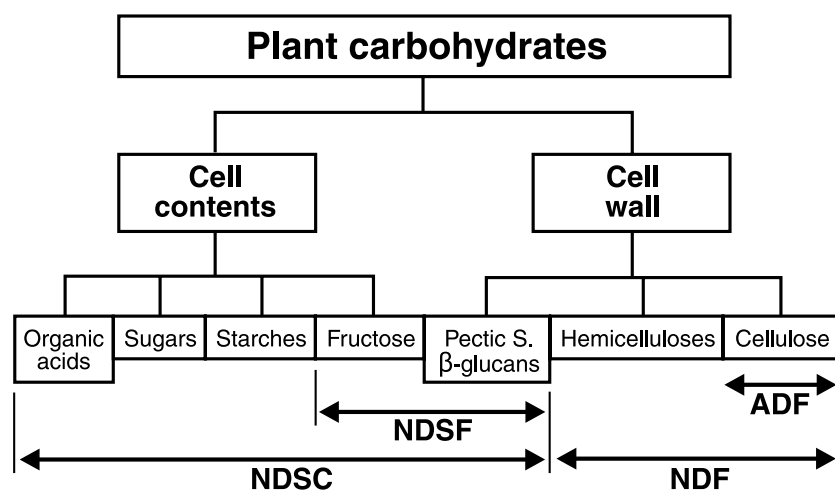 Plant carbohydrates
Cell
contents
Cell
wall
Organic
acids
Sugars
Starches
Fructose
Pectic S.
β-glucans
Hemicelluloses
Cellulose
ADF
NDSF
NDSC
NDF